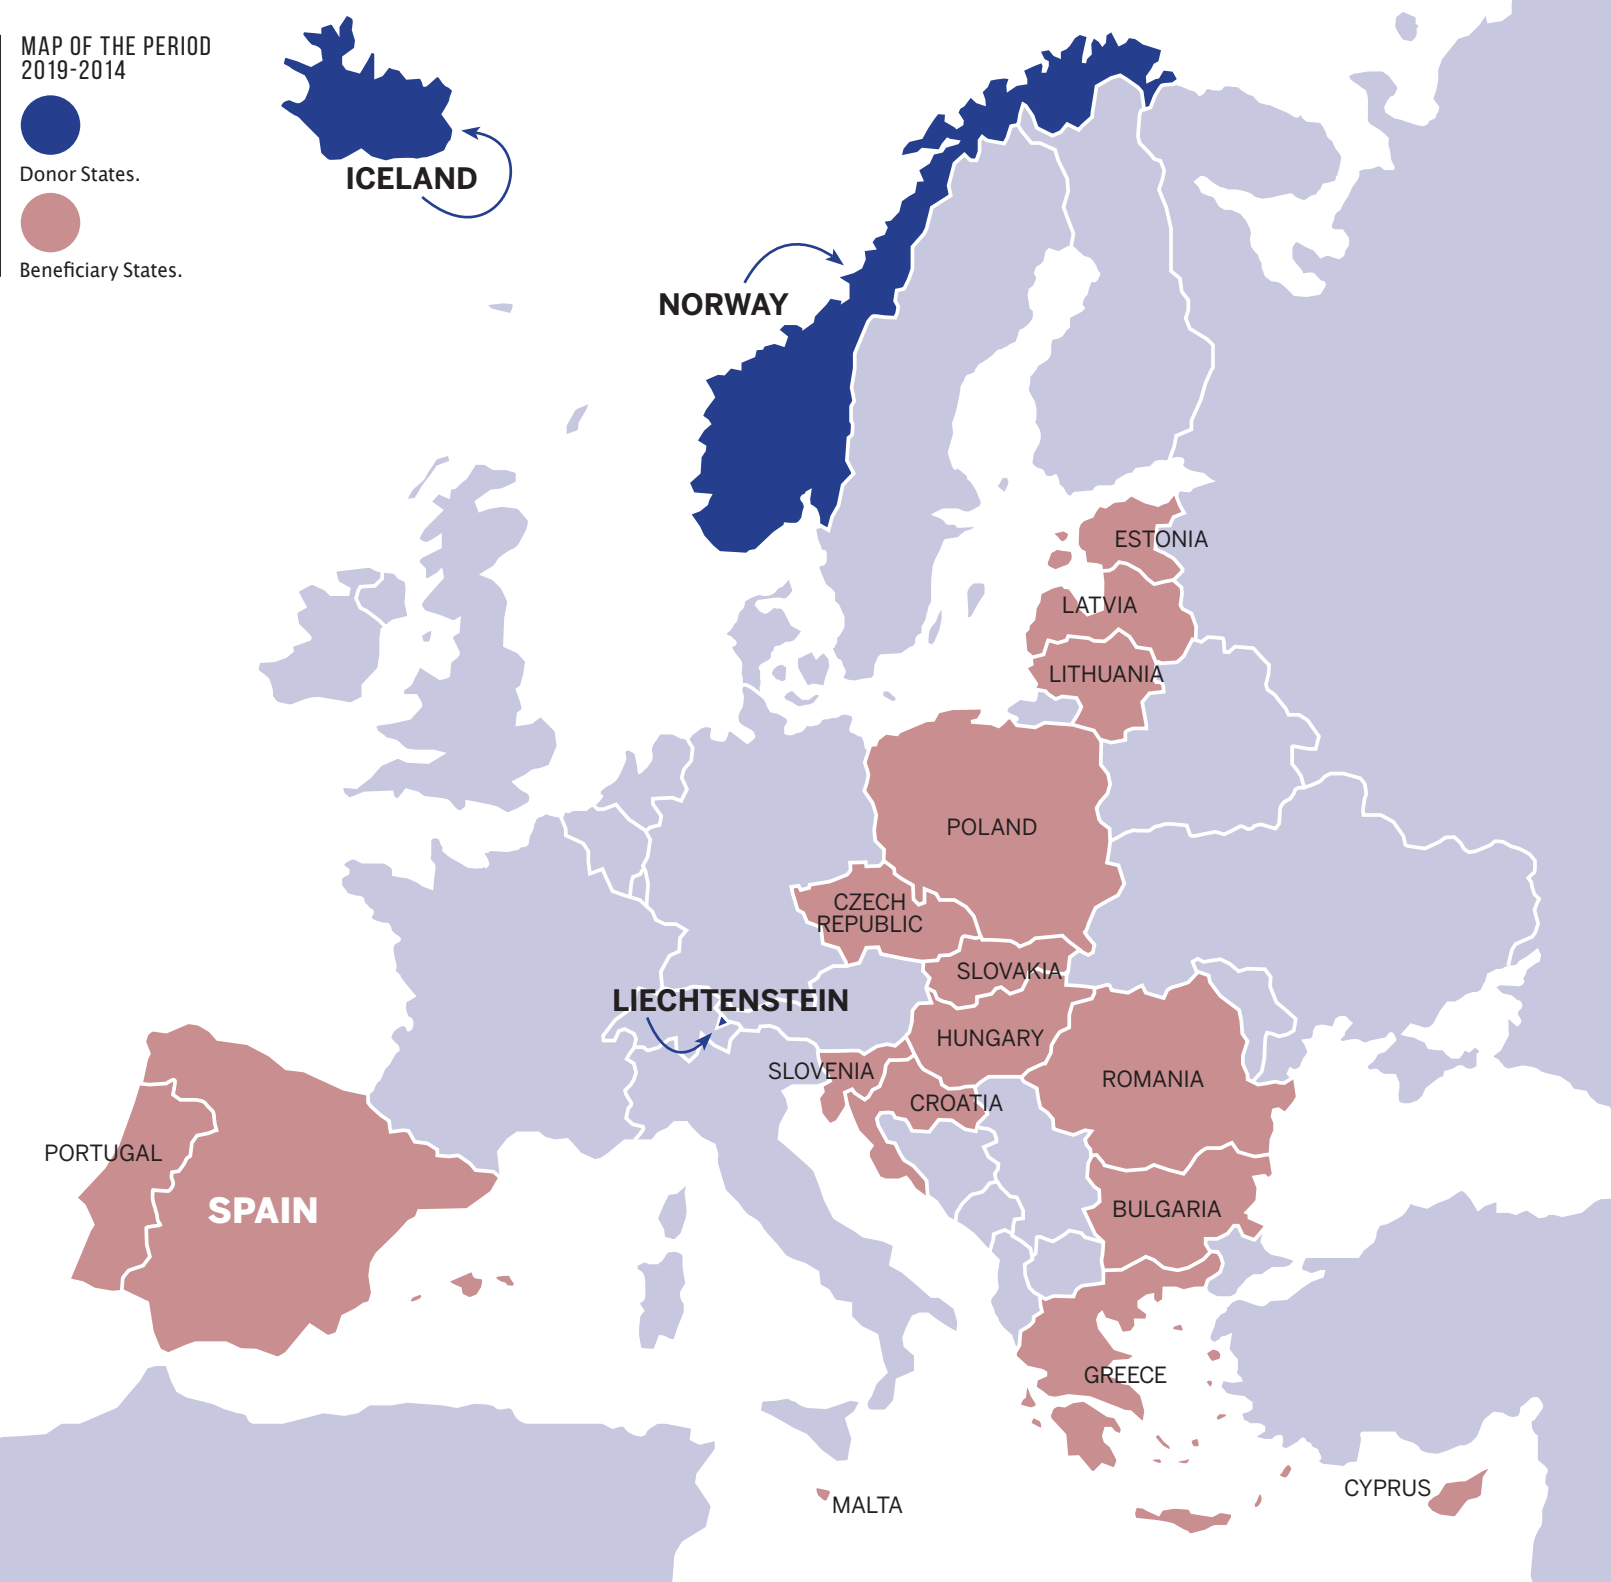 MAP OF THE PERIOD
2019-2014
Donor States.
Beneficiary States.
ICELAND
NORWAY
ESTONIA
LATVIA
LITHUANIA
POLAND
CZECH
REPUBLIC
SLOVAKIA
LIECHTENSTEIN
HUNGARY
SLOVENIA
ROMANIA
CROATIA
PORTUGAL
SPAIN
BULGARIA
GREECE
CYPRUS
MALTA